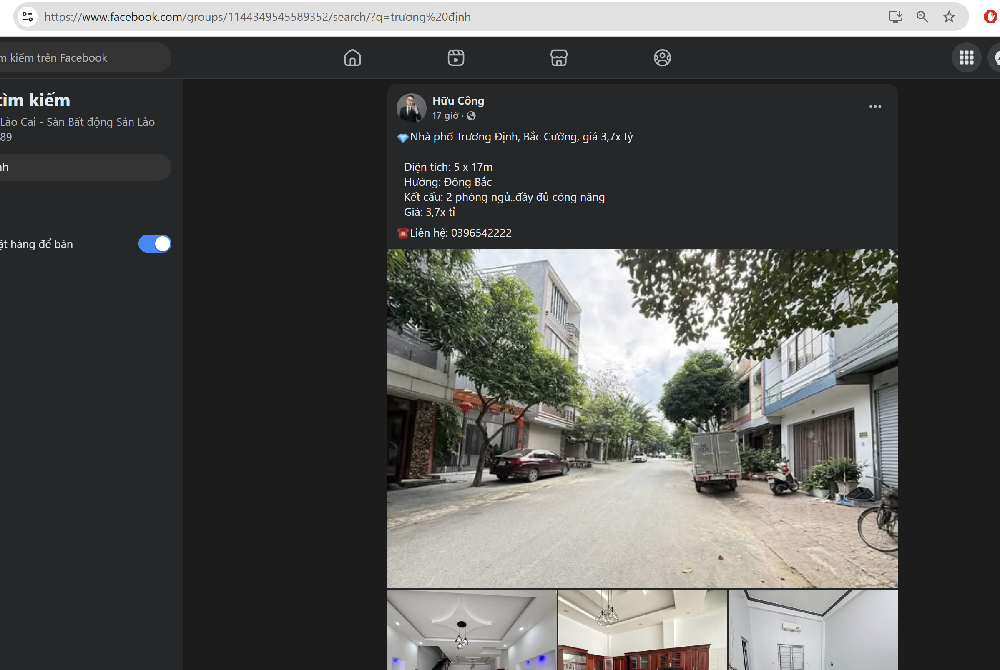 https://www.facebook.com/groups/1144349545589352/search/?q=trương%20định
m kiếm trên Facebook
tìm kiếm
Lào Cai - Sàn Bất động Sản Lào
89
nh
ặt hàng để bán
Hữu Công
17 giờ ·
Nhà phố Trương Định, Bắc Cường, giá 3,7x tỷ
-----------------------------
- Diện tích: 5 x 17m
- Hướng: Đông Bắc
- Kết cấu: 2 phòng ngủ..đầy đủ công năng
- Giá: 3,7x tỉ
Liên hệ: 0396542222